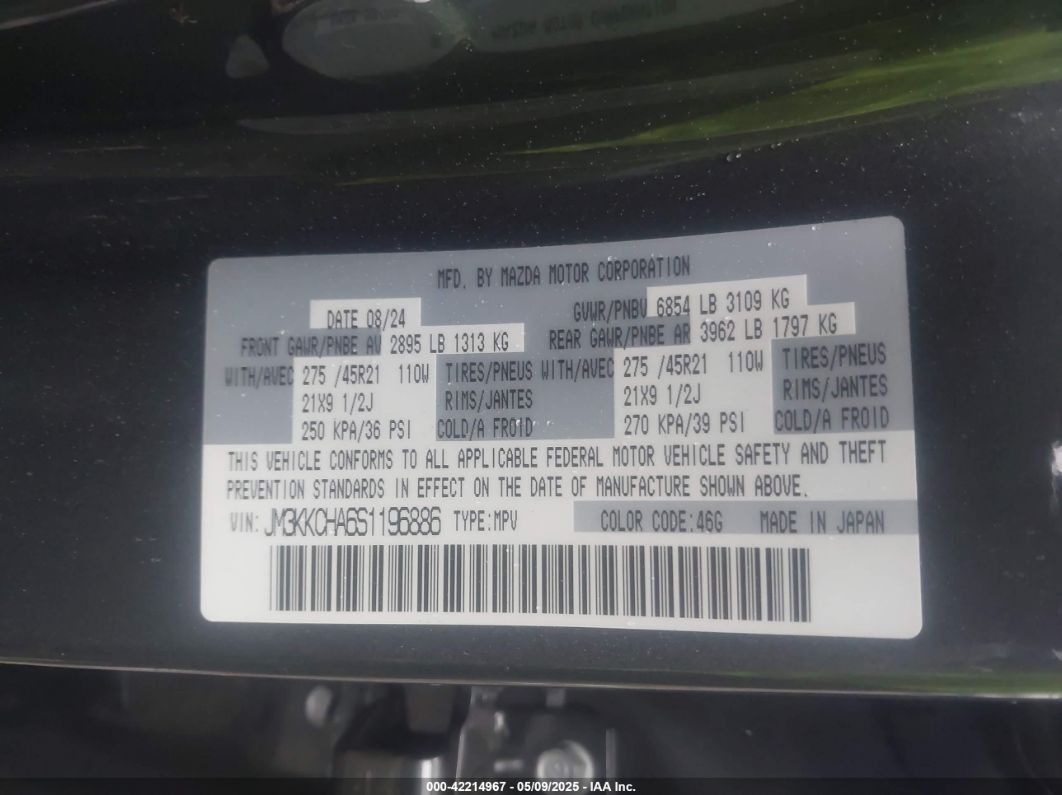 MFD. BY MAZDA MOTOR CORPORATION
DATE 08/24 GVWR/PNBV 6854 LB 3109 KG
FRONT GAWR/PNBE AV 2895 LB 1313 KG REAR GAWR/PNBE AR 3962 LB 1797 KG
WITH/AVEC 275 /45R21 110W TIRES/PNEUS WITH/AVEC 275 /45R21 110W TIRES/PNEUS
21X9 1/2J RIMS/JANTES 21X9 1/2J RIMS/JANTES
250 KPA/36 PSI COLD/A FROID 270 KPA/39 PSI COLD/A FROID
THIS VEHICLE CONFORMS TO ALL APPLICABLE FEDERAL MOTOR VEHICLE SAFETY AND THEFT
PREVENTION STANDARDS IN EFFECT ON THE DATE OF MANUFACTURE SHOWN ABOVE.
VIN: JM3KKCHA6S1196886 TYPE:MPV COLOR CODE:46G MADE IN JAPAN
000-42214967 - 05/09/2025 - IAA Inc.